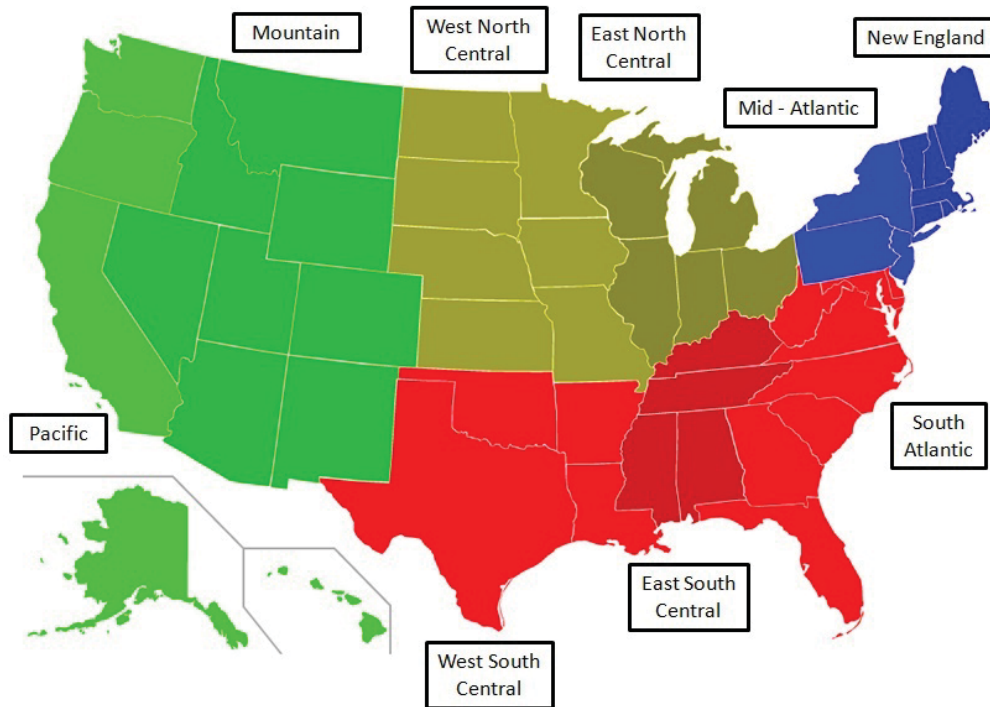 Mountain
West North
Central
East North
Central
New England
Mid - Atlantic
Pacific
South
Atlantic
East South
Central
West South
Central